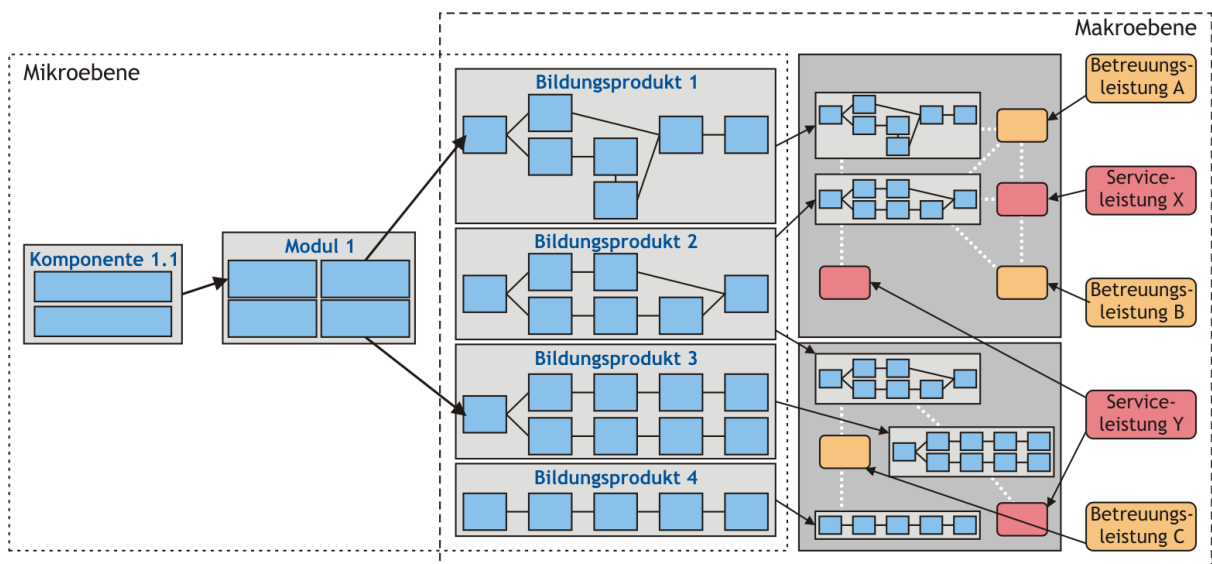 Makroebene
Mikroebene
Bildungsprodukt 1
Betreuungs-
leistung A
Service-
leistung X
Komponente 1.1
Modul 1
Bildungsprodukt 2
Betreuungs-
leistung B
Bildungsprodukt 3
Service-
leistung Y
Bildungsprodukt 4
Betreuungs-
leistung C